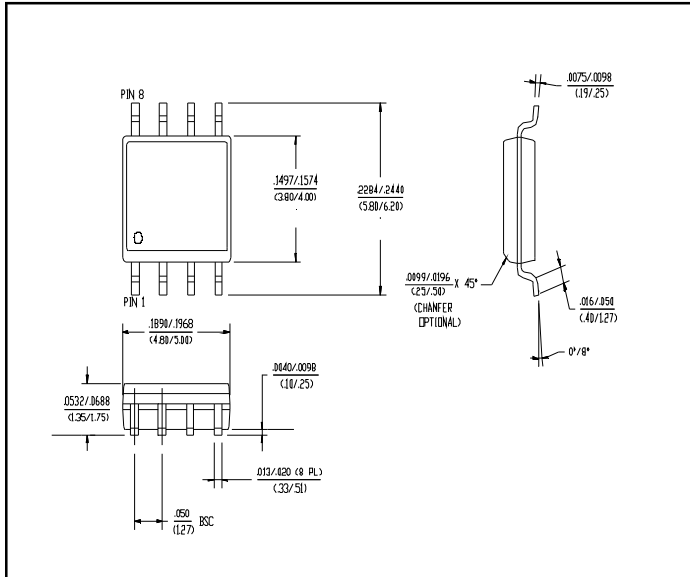 PIN 8
.0075/.0098
(.19/.25)
.1497/.1574
(3.80/4.00)
.2284/.2440
(5.80/6.20)
PIN 1
.0099/.0196 X 45°
(.25/.50)
(CHAMFER
OPTIONAL)
.016/.050
(.40/1.27)
0°/8°
.1890/.1968
(4.80/5.00)
.0040/.0098
(.10/.25)
.0532/.0688
(1.35/1.75)
.013/.020 (8 PL)
(.33/.51)
.050 BSC
(1.27)